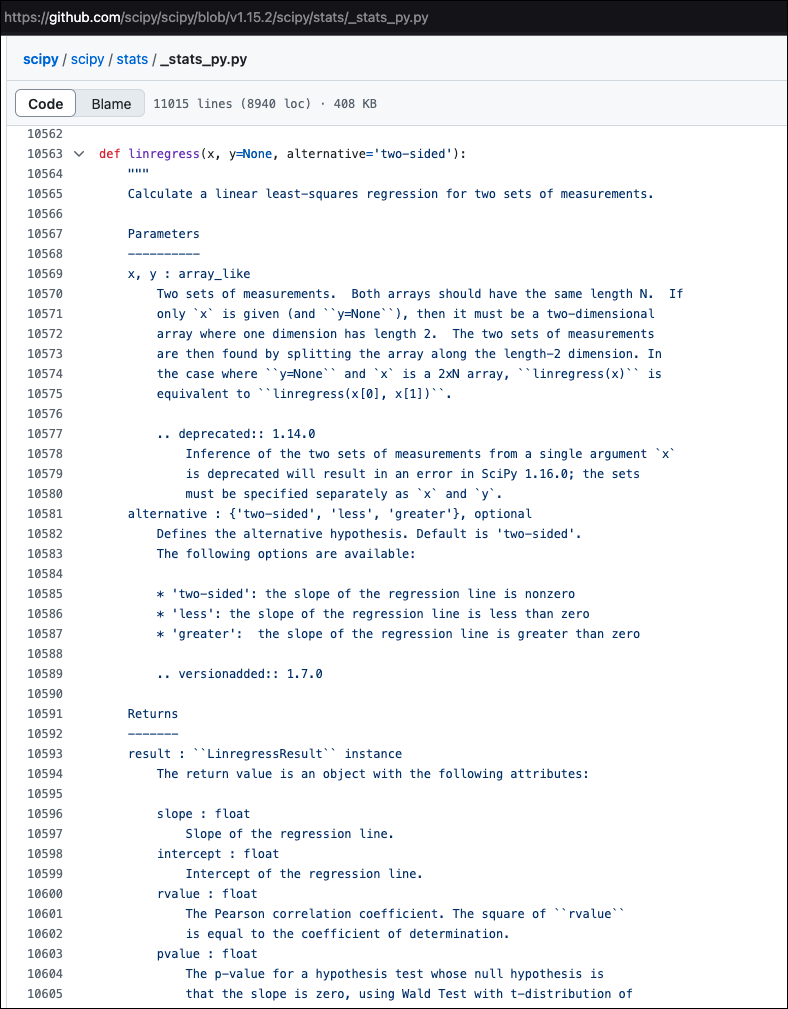 https://github.com/scipy/scipy/blob/v1.15.2/scipy/stats/_stats_py.py
scipy / scipy / stats / _stats_py.py
Code Blame 11015 lines (8940 loc) · 408 KB
10562
10563 def linregress(x, y=None, alternative='two-sided'):
10564 """
10565 Calculate a linear least-squares regression for two sets of measurements.
10566
10567 Parameters
10568 ----------
10569 x, y : array_like
10570 Two sets of measurements.  Both arrays should have the same length N.  If
10571 only `x` is given (and ``y=None``), then it must be a two-dimensional
10572 array where one dimension has length 2.  The two sets of measurements
10573 are then found by splitting the array along the length-2 dimension. In
10574 the case where ``y=None`` and `x` is a 2xN array, ``linregress(x)`` is
10575 equivalent to ``linregress(x[0], x[1])``.
10576
10577 .. deprecated:: 1.14.0
10578 Inference of the two sets of measurements from a single argument `x`
10579 is deprecated will result in an error in SciPy 1.16.0; the sets
10580 must be specified separately as `x` and `y`.
10581 alternative : {'two-sided', 'less', 'greater'}, optional
10582 Defines the alternative hypothesis. Default is 'two-sided'.
10583 The following options are available:
10584
10585 * 'two-sided': the slope of the regression line is nonzero
10586 * 'less': the slope of the regression line is less than zero
10587 * 'greater':  the slope of the regression line is greater than zero
10588
10589 .. versionadded:: 1.7.0
10590
10591 Returns
10592 -------
10593 result : ``LinregressResult`` instance
10594 The return value is an object with the following attributes:
10595
10596 slope : float
10597 Slope of the regression line.
10598 intercept : float
10599 Intercept of the regression line.
10600 rvalue : float
10601 The Pearson correlation coefficient. The square of ``rvalue``
10602 is equal to the coefficient of determination.
10603 pvalue : float
10604 The p-value for a hypothesis test whose null hypothesis is
10605 that the slope is zero, using Wald Test with t-distribution of